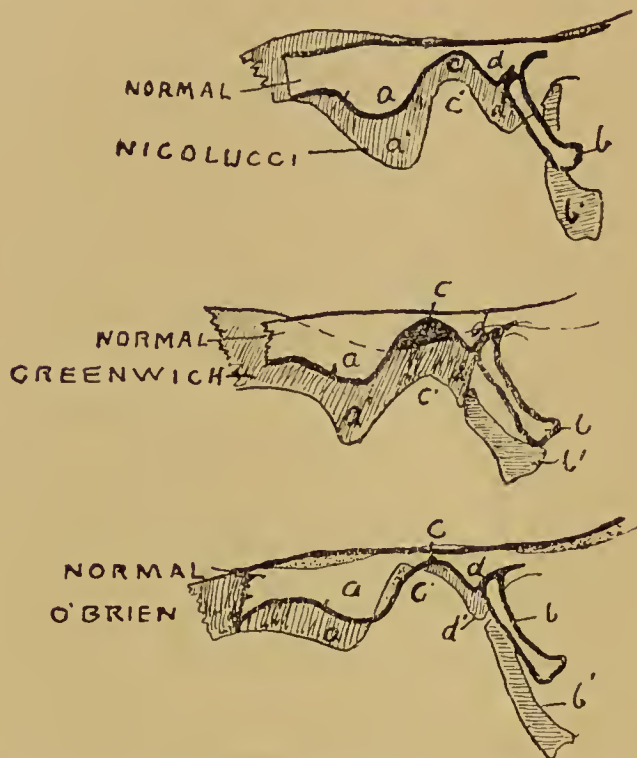 c d
NORMAL a c' d'
NICOLUCCI a' b
b'
c
NORMAL a
GREENWICH a' c' b
b'
c
NORMAL a c' d
O'BRIEN a d' b
b'